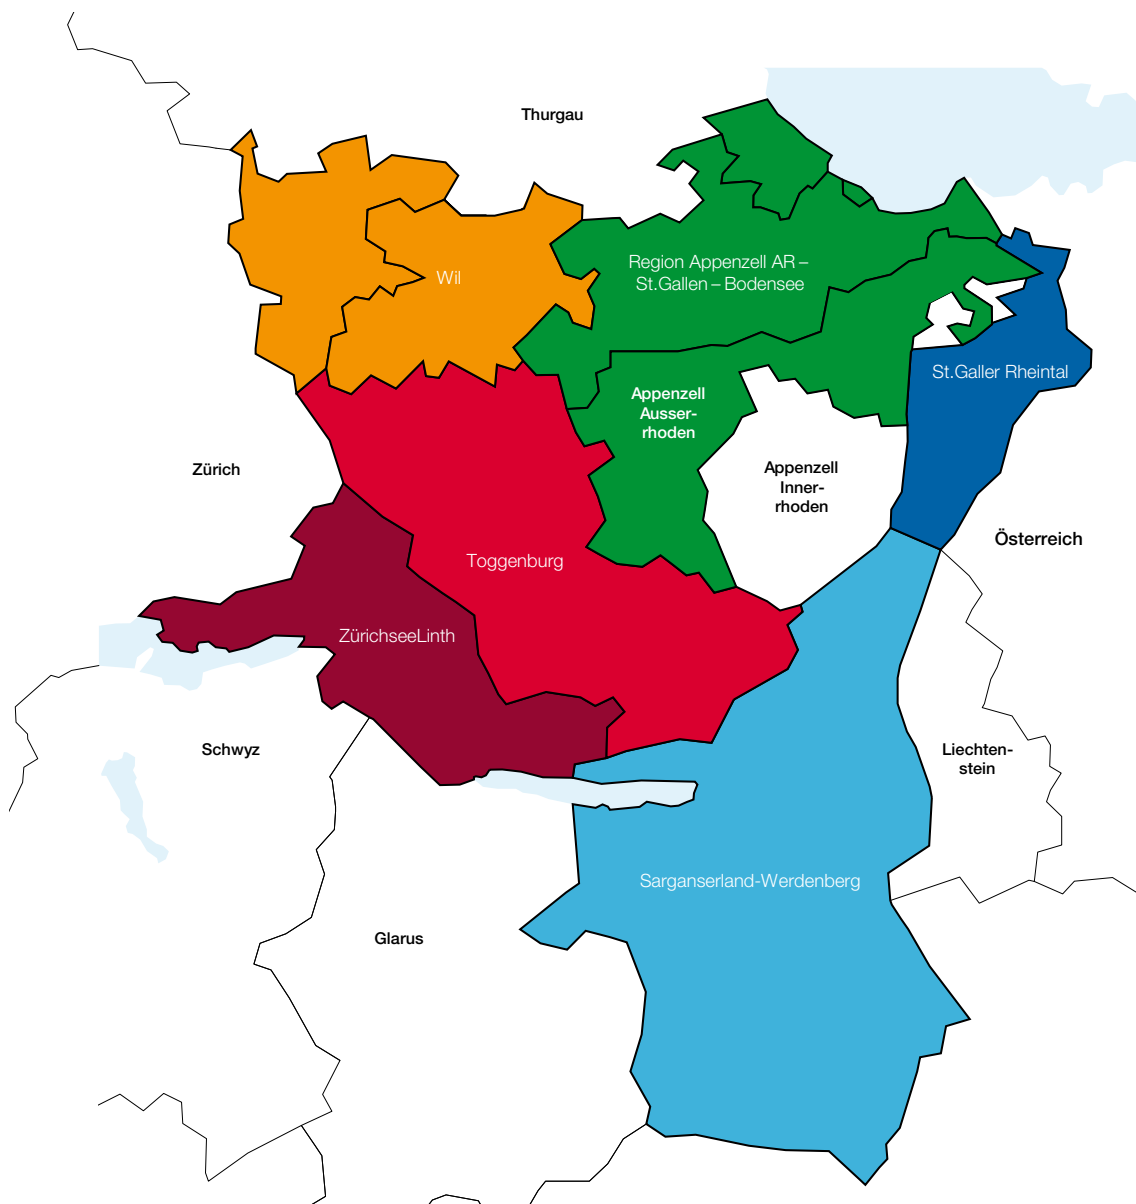 Thurgau
Region Appenzell AR –
St.Gallen – Bodensee
Wil
St.Galler Rheintal
Appenzell
Ausser-
rhoden
Zürich
Appenzell
Inner-
rhoden
Österreich
Toggenburg
ZürichseeLinth
Schwyz
Liechten-
stein
Sarganserland-Werdenberg
Glarus